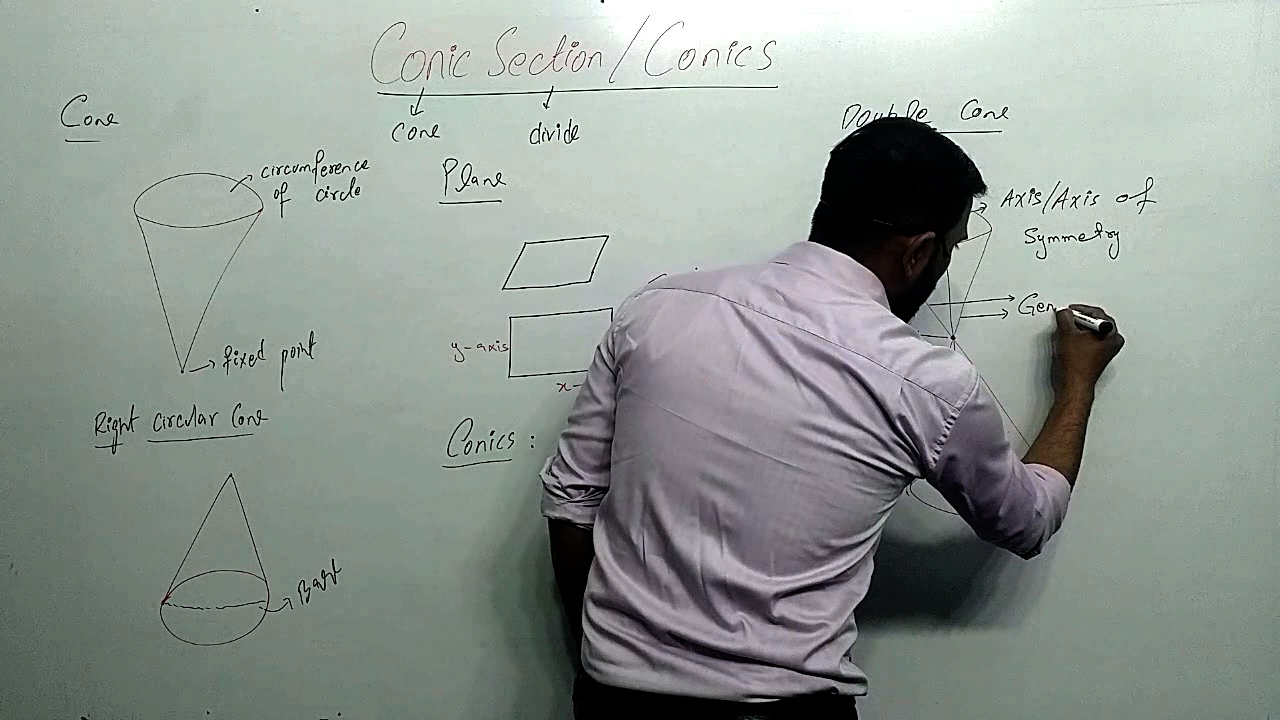 Conic Section/Conics
cone
divide
Cone
circumference
of circle
fixed point
Right Circular Cone
Base
Plane
y-axis
x-
Conics :
Double Cone
Axis/Axis of
Symmetry
Gen